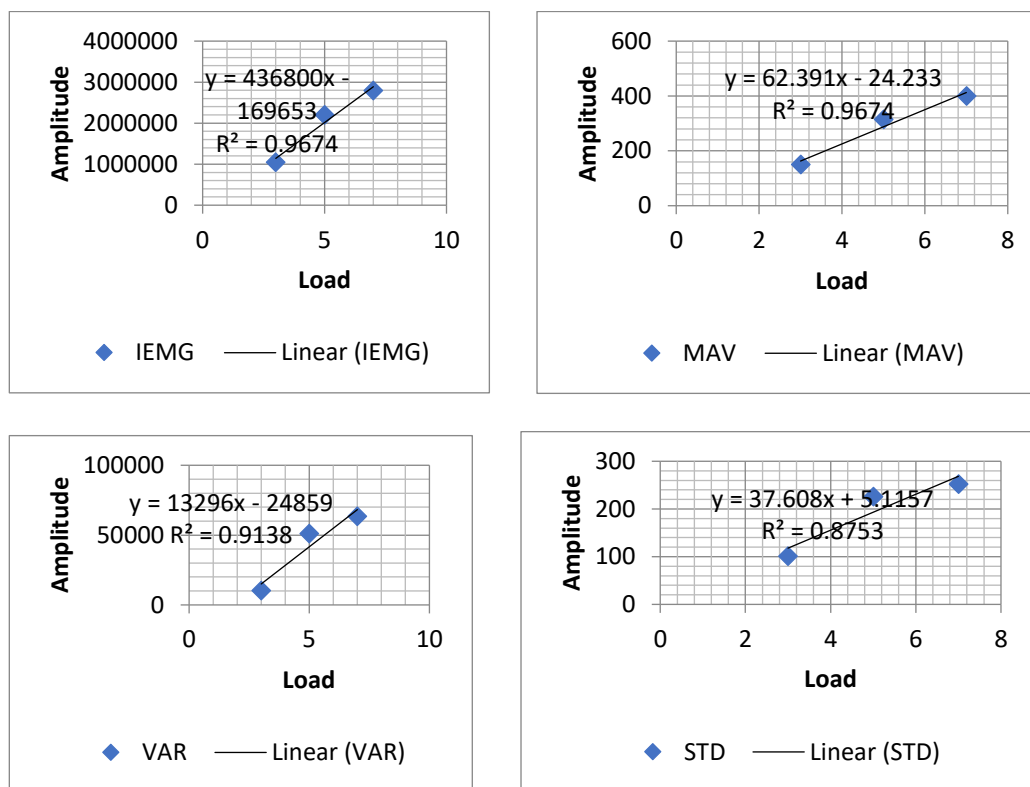 4000000
3000000
2000000
1000000
0
Amplitude
y = 436800x -
169653
R² = 0.9674
0 5 10
Load
IEMG Linear (IEMG)
600
400
200
0
Amplitude
y = 62.391x - 24.233
R² = 0.9674
0 2 4 6 8
Load
MAV Linear (MAV)
100000
50000
0
Amplitude
y = 13296x - 24859
R² = 0.9138
0 5 10
Load
VAR Linear (VAR)
300
200
100
0
Amplitude
y = 37.608x + 5.1157
R² = 0.8753
0 2 4 6 8
Load
STD Linear (STD)